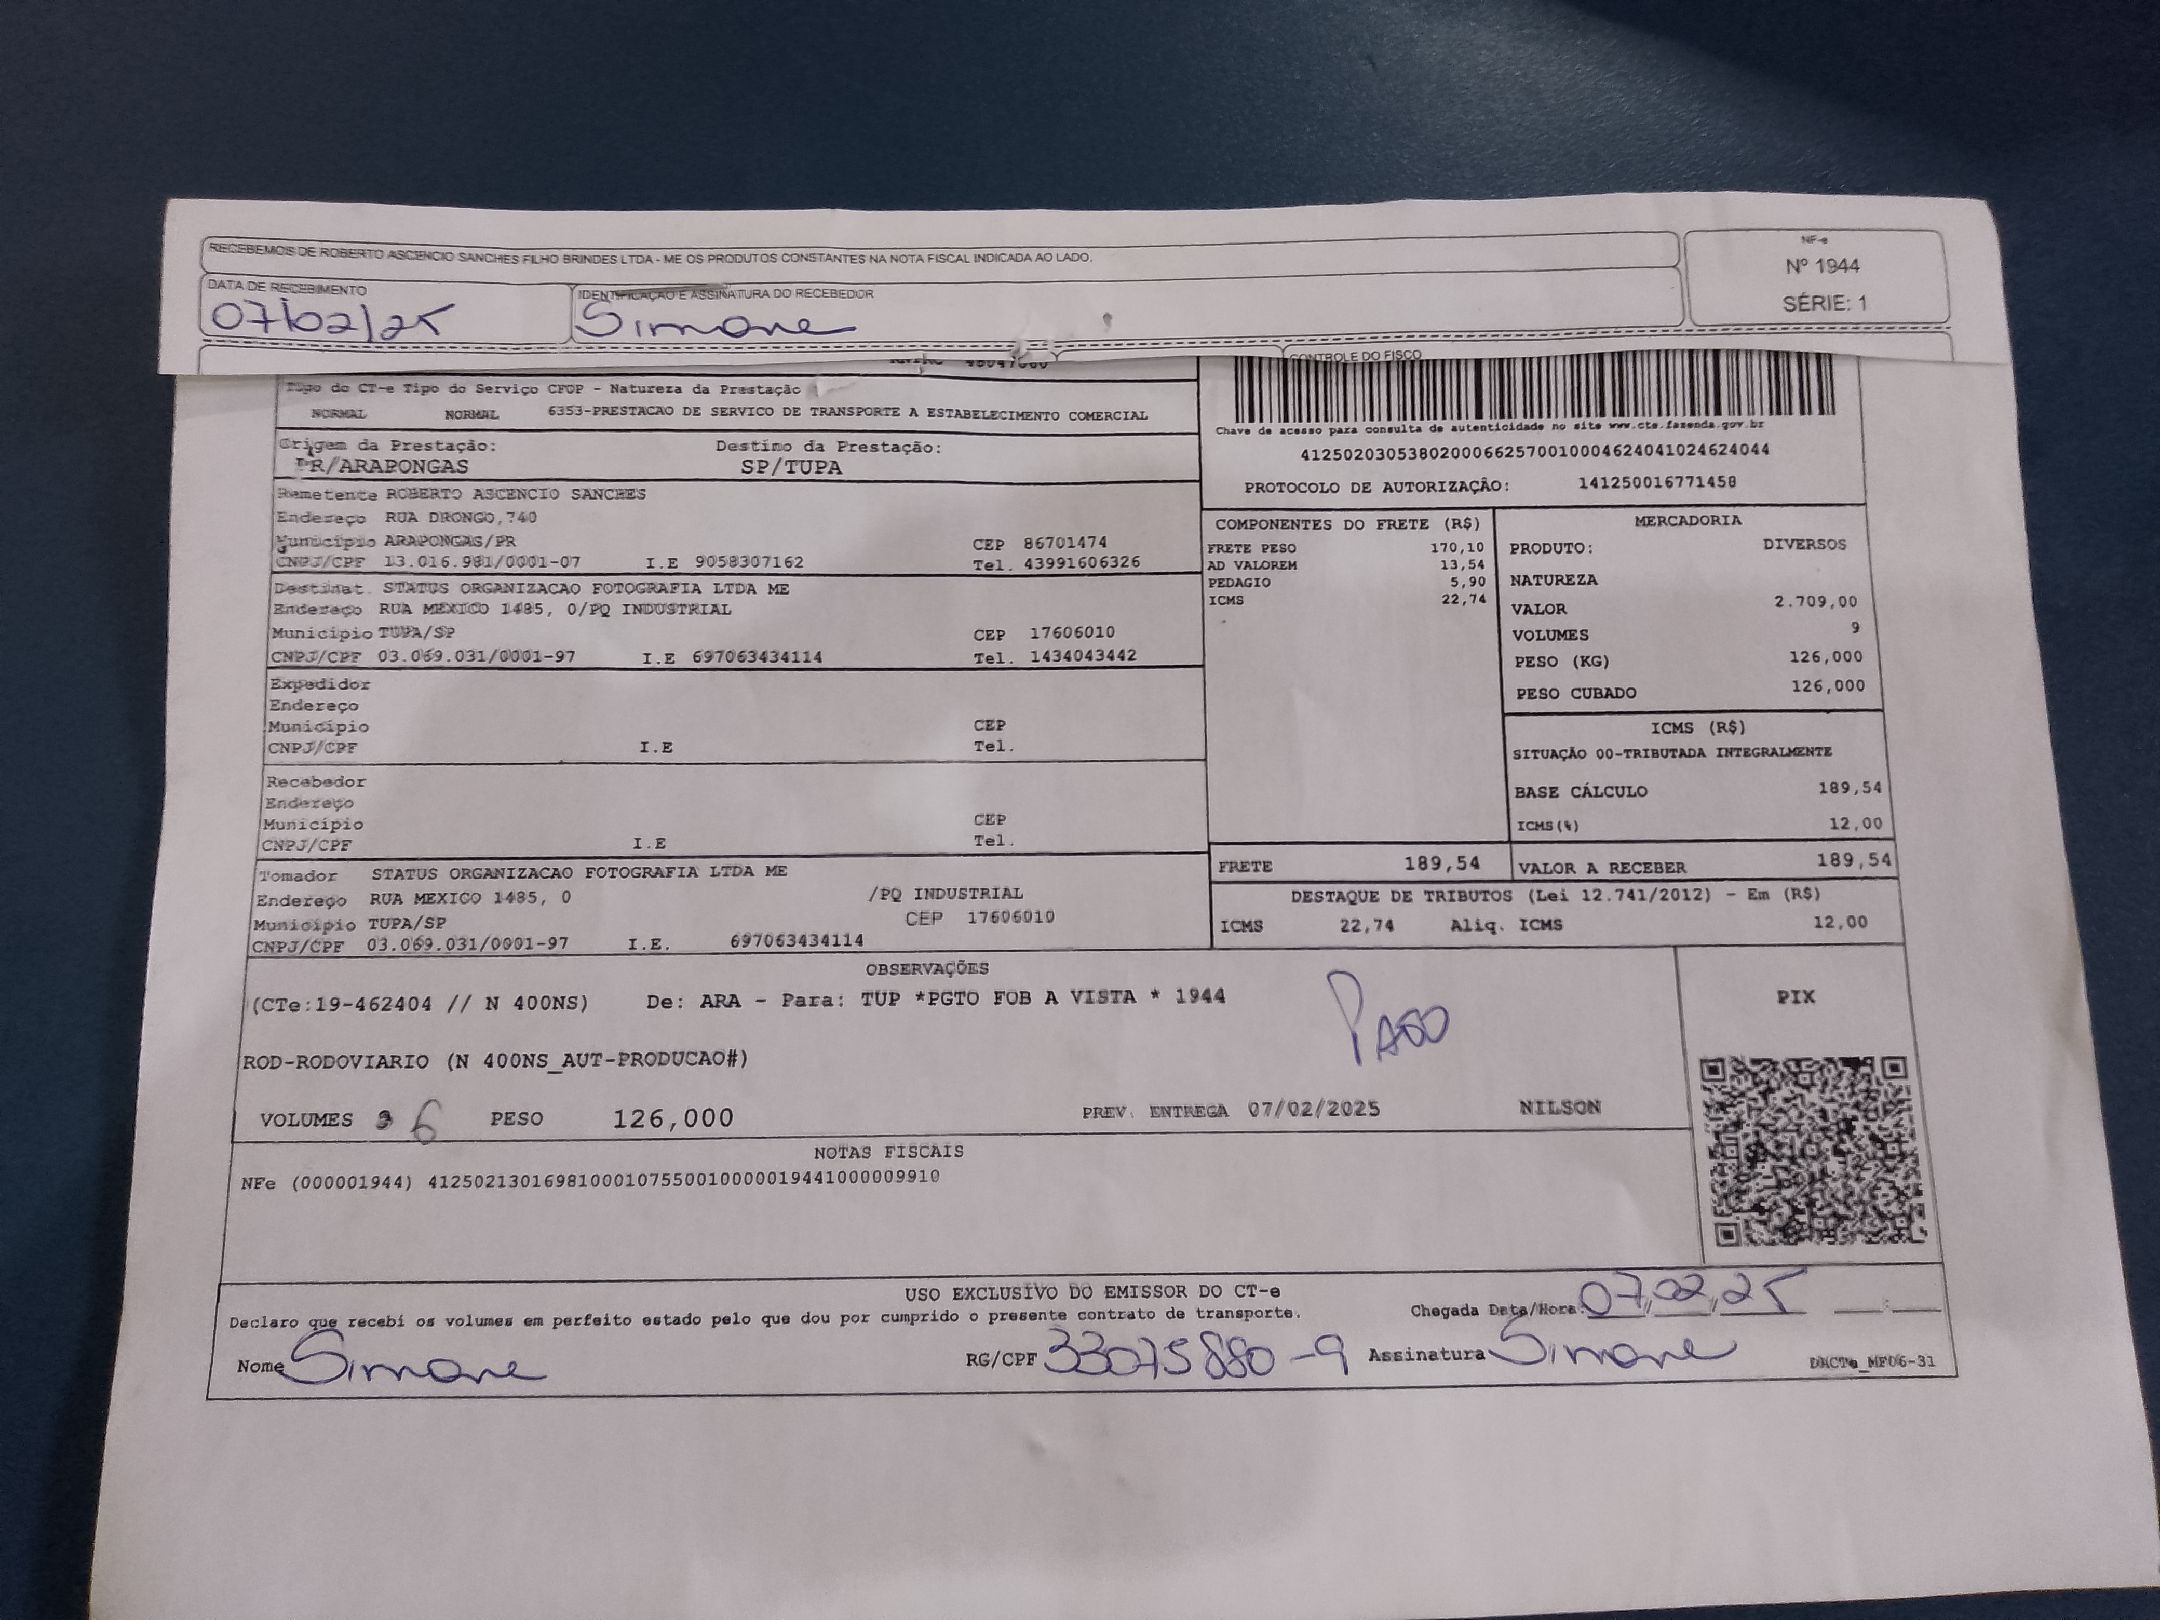 RECEBEMOS DE ROBERTO ASCENCIO SANCHES FILHO BRINDES LTDA - ME OS PRODUTOS CONSTANTES NA NOTA FISCAL INDICADA AO LADO.
NF-e
Nº 1944
SÉRIE: 1
DATA DE RECEBIMENTO
07/02/25
IDENTIFICAÇÃO E ASSINATURA DO RECEBEDOR
Simone
CONTROLE DO FISCO
Tipo do CT-e Tipo do Serviço CFOP - Natureza da Prestação
NORMAL NORMAL 6353-PRESTACAO DE SERVICO DE TRANSPORTE A ESTABELECIMENTO COMERCIAL
Chave de acesso para consulta de autenticidade no site www.cte.fazenda.gov.br
41250203053802000662570010004624041024624044
PROTOCOLO DE AUTORIZAÇÃO: 141250016771458
Origem da Prestação: Destino da Prestação:
PR/ARAPONGAS SP/TUPA
Remetente ROBERTO ASCENCIO SANCHES
Endereço RUA DRONGO,740
Município ARAPONGAS/PR CEP 86701474
CNPJ/CPF 13.016.981/0001-07 I.E 9058307162 Tel. 43991606326
Destinat. STATUS ORGANIZACAO FOTOGRAFIA LTDA ME
Endereço RUA MEXICO 1485, 0/PQ INDUSTRIAL
Município TUPA/SP CEP 17606010
CNPJ/CPF 03.069.031/0001-97 I.E 697063434114 Tel. 1434043442
Expedidor
Endereço
Município CEP
CNPJ/CPF I.E Tel.
Recebedor
Endereço
Município CEP
CNPJ/CPF I.E Tel.
Tomador STATUS ORGANIZACAO FOTOGRAFIA LTDA ME
Endereço RUA MEXICO 1485, 0 /PQ INDUSTRIAL
Município TUPA/SP CEP 17606010
CNPJ/CPF 03.069.031/0001-97 I.E. 697063434114
COMPONENTES DO FRETE (R$)
FRETE PESO 170,10
AD VALOREM 13,54
PEDAGIO 5,90
ICMS 22,74
MERCADORIA
PRODUTO: DIVERSOS
NATUREZA
VALOR 2.709,00
VOLUMES 9
PESO (KG) 126,000
PESO CUBADO 126,000
ICMS (R$)
SITUAÇÃO 00-TRIBUTADA INTEGRALMENTE
BASE CÁLCULO 189,54
ICMS(%) 12,00
FRETE 189,54 VALOR A RECEBER 189,54
DESTAQUE DE TRIBUTOS (Lei 12.741/2012) - Em (R$)
ICMS 22,74 Aliq. ICMS 12,00
OBSERVAÇÕES
(CTe:19-462404 // N 400NS) De: ARA - Para: TUP *PGTO FOB A VISTA * 1944
PAGO
PIX
ROD-RODOVIARIO (N 400NS_AUT-PRODUCAO#)
VOLUMES 6 PESO 126,000 PREV. ENTREGA 07/02/2025 NILSON
NOTAS FISCAIS
NFe (000001944) 41250213016981000107550010000019441000009910
USO EXCLUSIVO DO EMISSOR DO CT-e
Declaro que recebi os volumes em perfeito estado pelo que dou por cumprido o presente contrato de transporte.
Chegada Data/Hora: 07,02,25
Nome Simone RG/CPF 33075880-9 Assinatura Simone DACTe_MF06-31